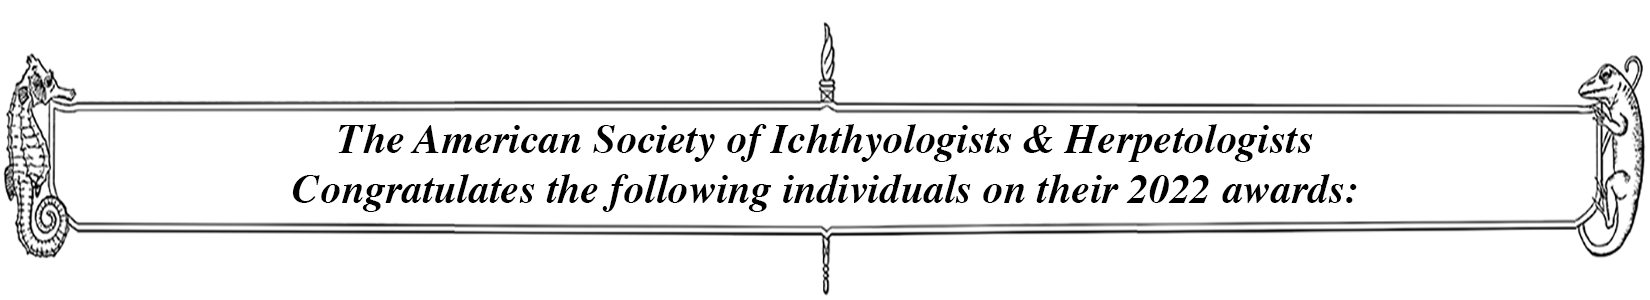 The American Society of Ichthyologists & Herpetologists
Congratulates the following individuals on their 2022 awards: